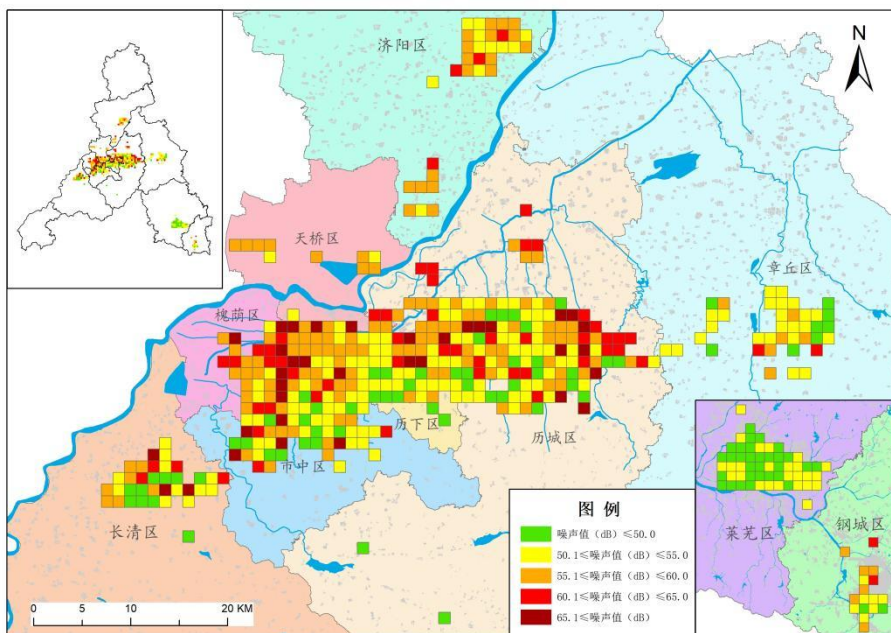 济阳区
N
天桥区
章丘区
槐荫区
历下区
历城区
市中区
长清区
莱芜区
钢城区
图 例
噪声值（dB）≤50.0
50.1≤噪声值（dB）≤55.0
55.1≤噪声值（dB）≤60.0
60.1≤噪声值（dB）≤65.0
65.1≤噪声值（dB）
0 5 10 20 KM